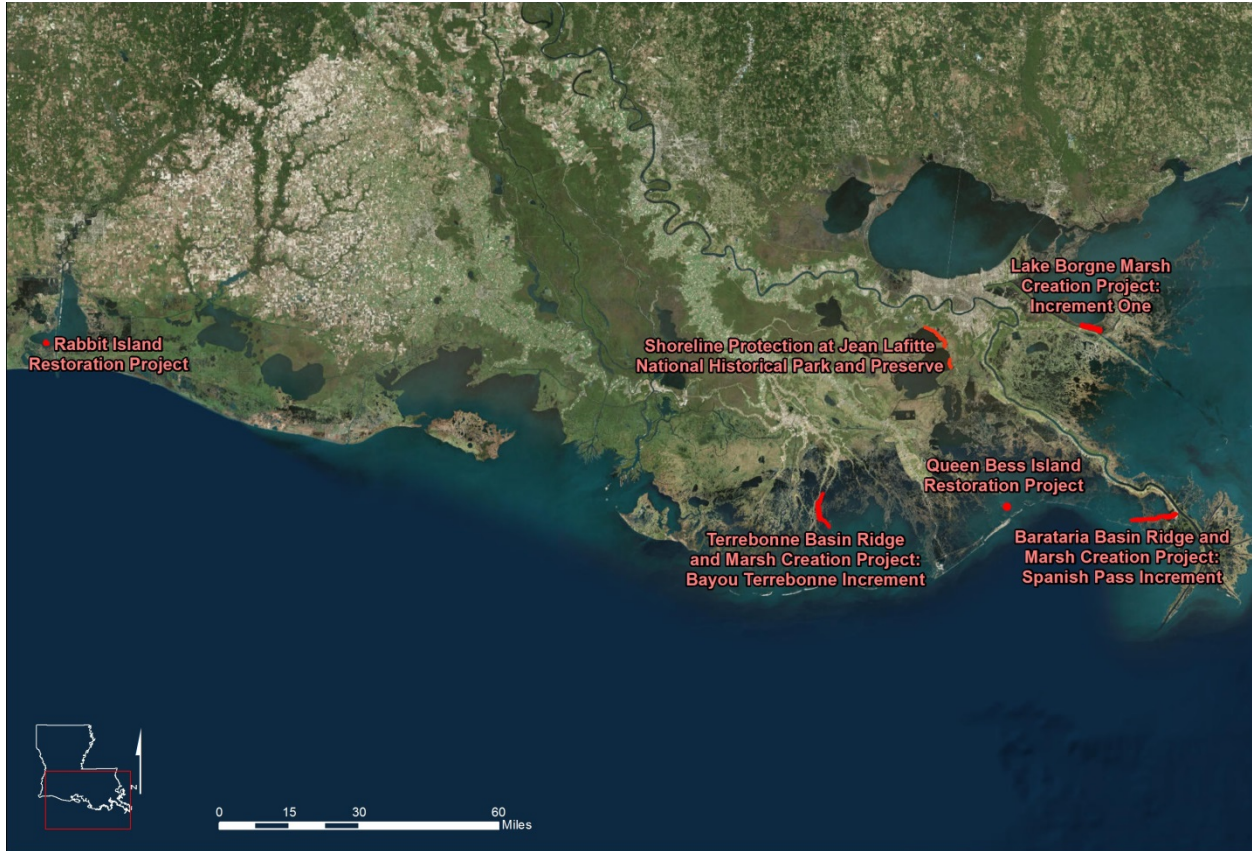 Lake Borgne Marsh
Creation Project:
Increment One
Rabbit Island
Restoration Project
Shoreline Protection at Jean Lafitte
National Historical Park and Preserve
Queen Bess Island
Restoration Project
Terrebonne Basin Ridge
and Marsh Creation Project:
Bayou Terrebonne Increment
Barataria Basin Ridge and
Marsh Creation Project:
Spanish Pass Increment
N
0 15 30 60
Miles